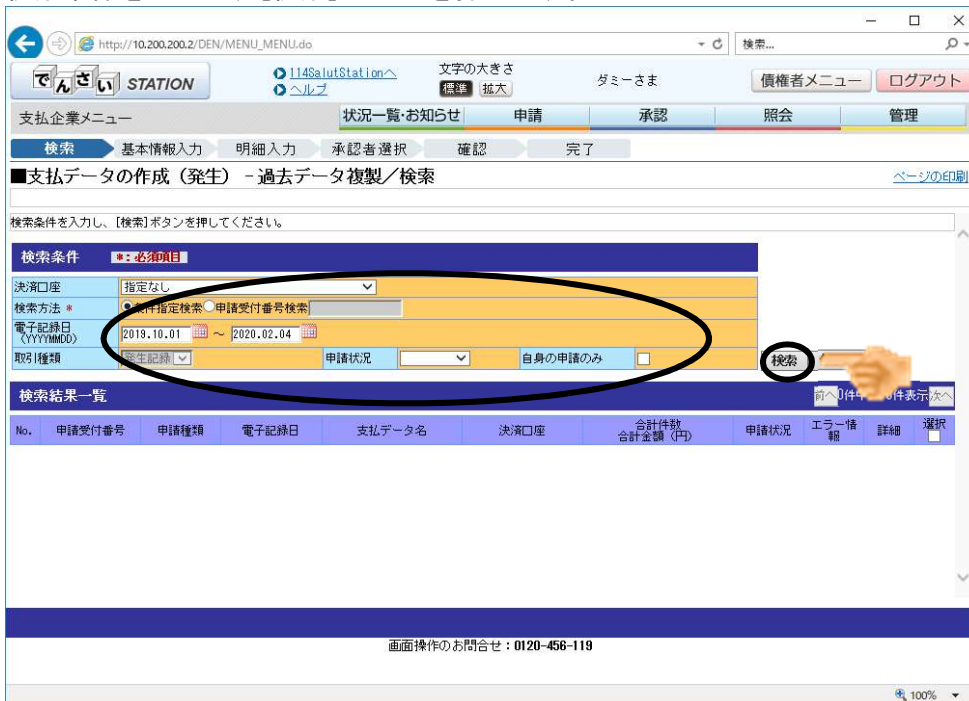 http://10.200.200.2/DEN/MENU_MENU.do 検索...
でんさい STATION
114SalutStationへ
ヘルプ
文字の大きさ
標準 拡大
ダミーさま
債権者メニュー ログアウト
支払企業メニュー 状況一覧・お知らせ 申請 承認 照会 管理
検索 基本情報入力 明細入力 承認者選択 確認 完了
■支払データの作成（発生） －過去データ複製／検索 ページの印刷
検索条件を入力し、［検索］ボタンを押してください。
検索条件 *：必須項目
決済口座 指定なし
検索方法 * 条件指定検索 申請受付番号検索
電子記録日
（YYYYMMDD） 2019.10.01 ～ 2020.02.04
取引種類 発生記録 申請状況 自身の申請のみ 検索
検索結果一覧 前へ 0件中 件表示 次へ
No. 申請受付番号 申請種類 電子記録日 支払データ名 決済口座 合計件数
合計金額（円） 申請状況 エラー情報 詳細 選択
画面操作のお問合せ：0120-456-119
100%